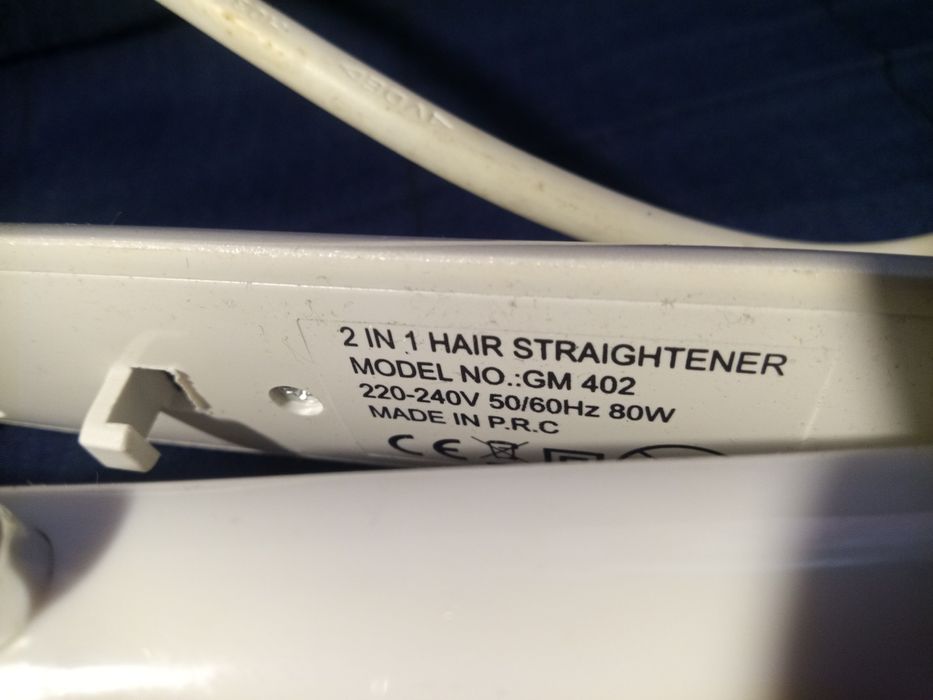 2 IN 1 HAIR STRAIGHTENER
MODEL NO.:GM 402
220-240V 50/60Hz 80W
MADE IN P.R.C
CE